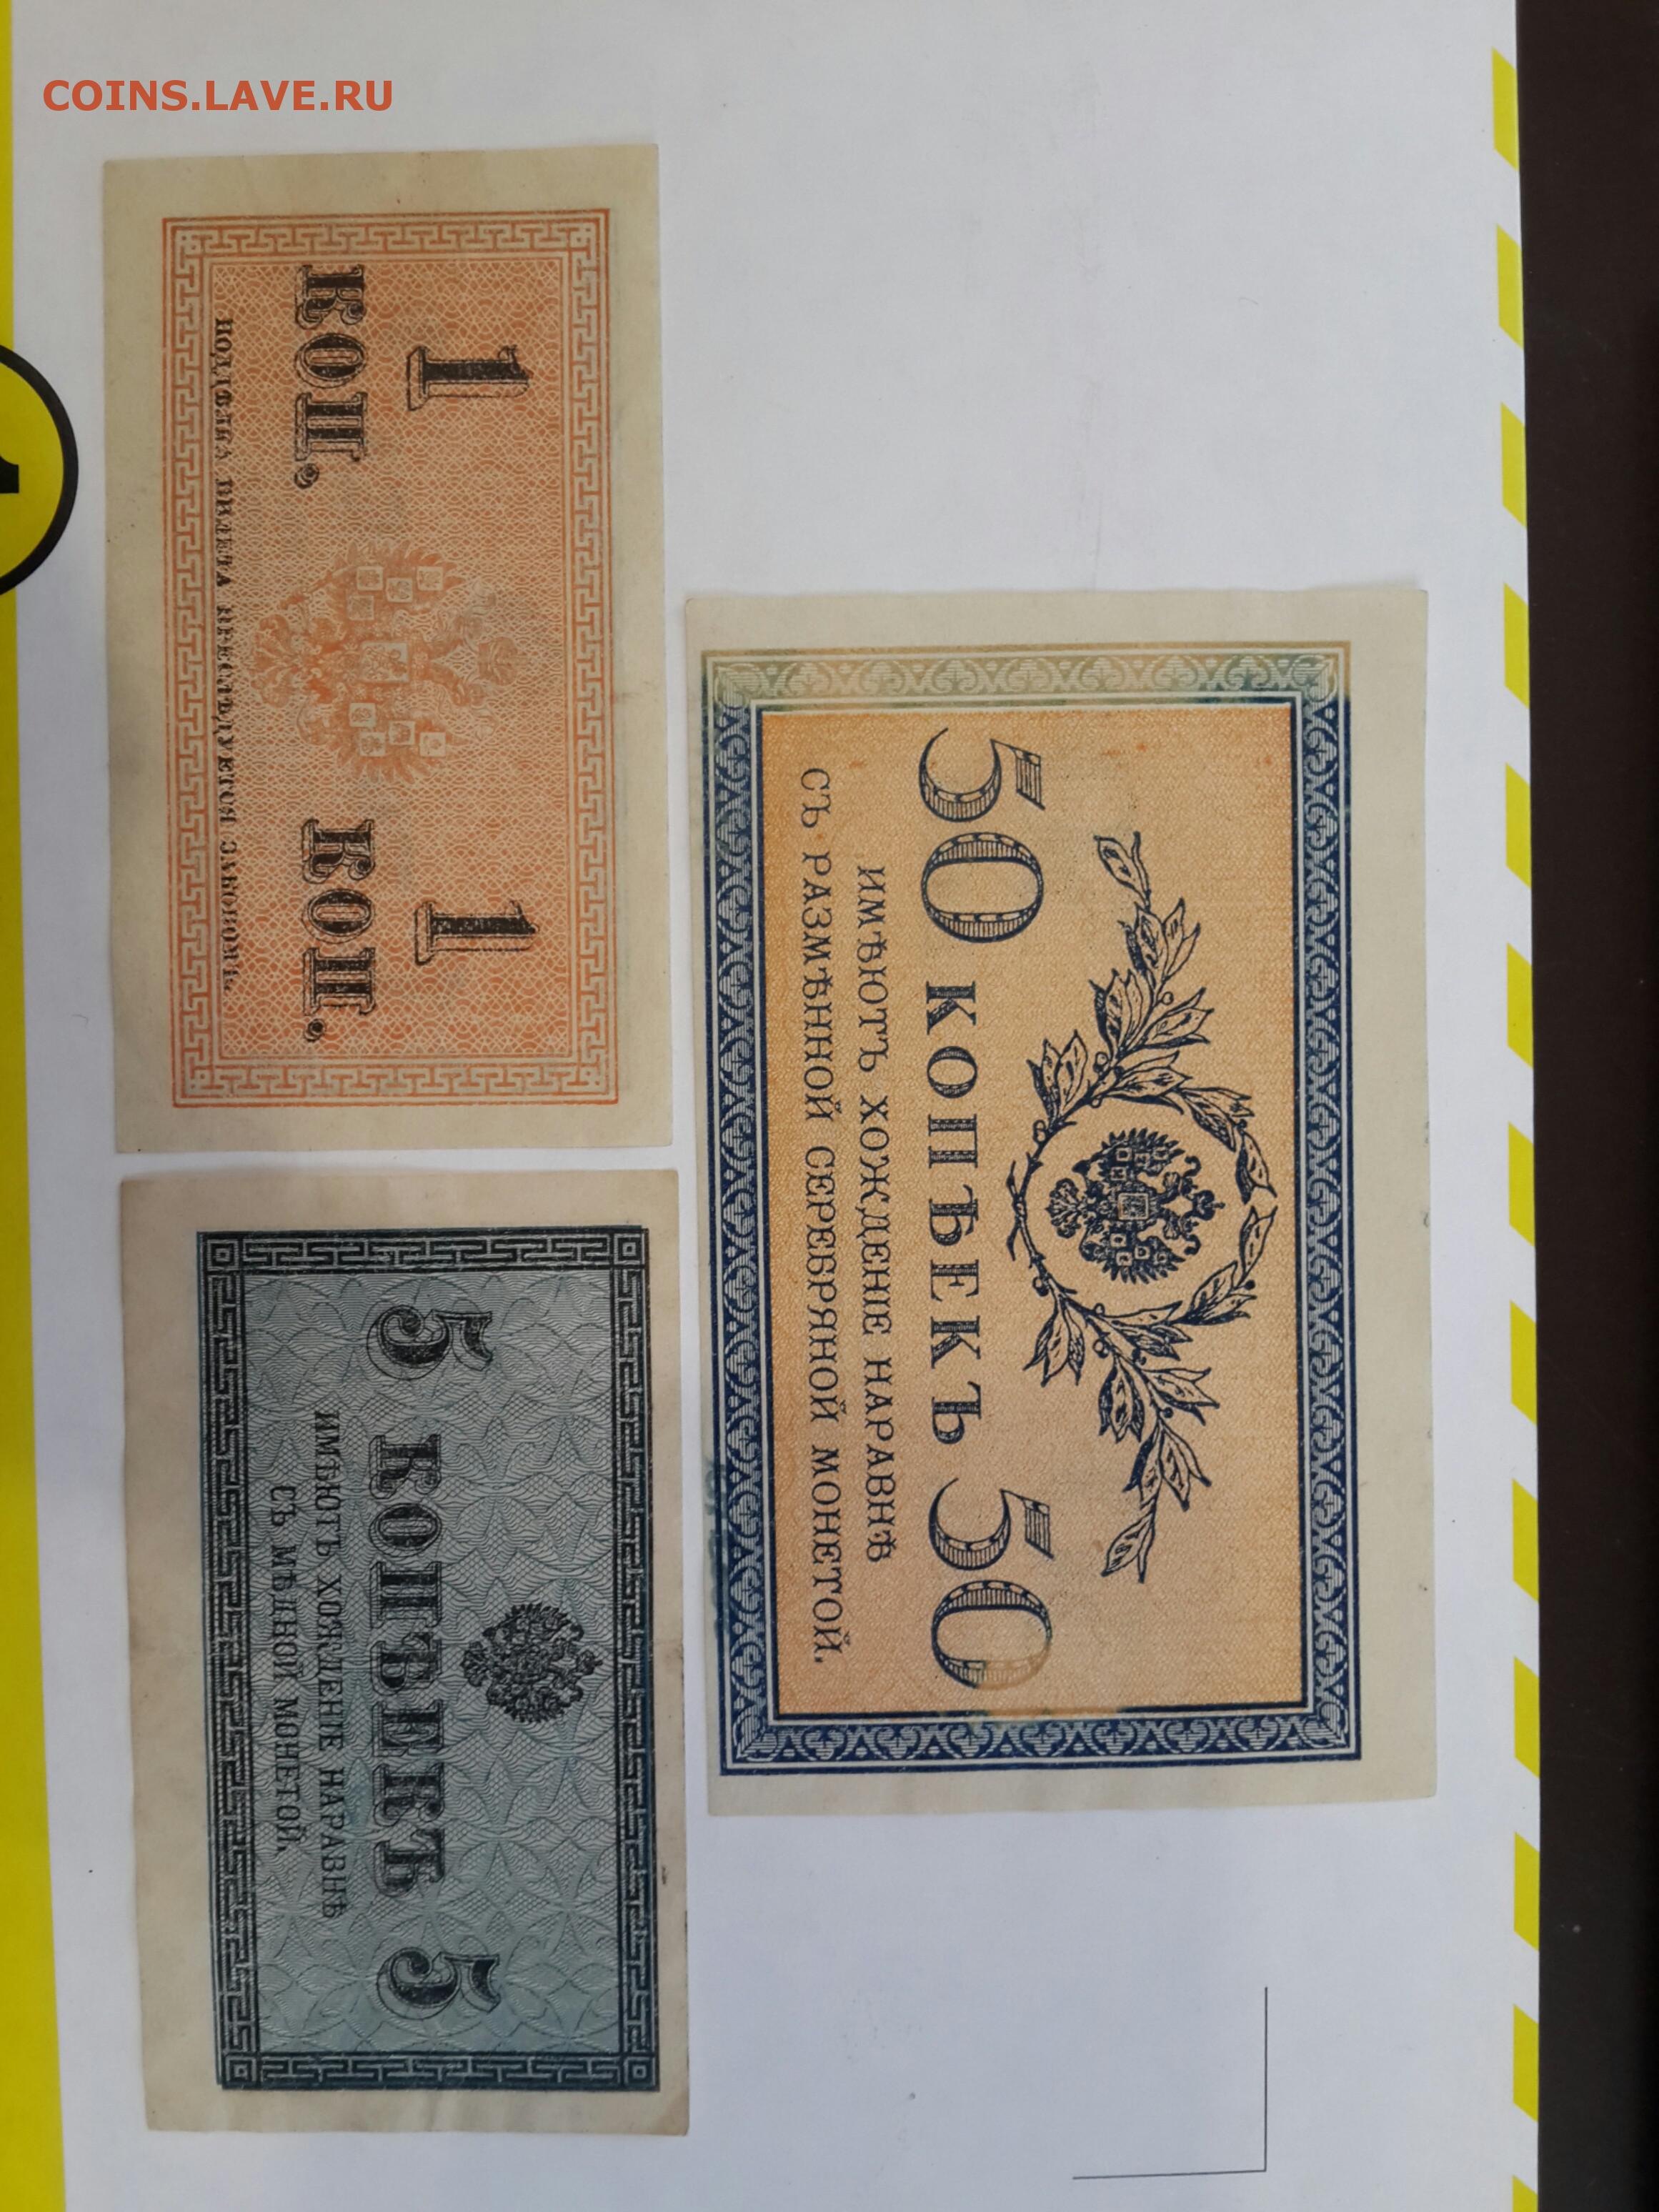 COINS.LAVE.RU
1 1
КОП. КОП.
ПОДДѢЛКА БИЛЕТА ПРЕСЛѢДУЕТСЯ ЗАКОНОМЪ.
5 КОПѢЕКЪ 5
ИМѢЮТЪ ХОЖДЕНІЕ НАРАВНѢ
СЪ МѢДНОЙ МОНЕТОЙ.
50 КОПѢЕКЪ 50
ИМѢЮТЪ ХОЖДЕНІЕ НАРАВНѢ
СЪ РАЗМѢННОЙ СЕРЕБРЯНОЙ МОНЕТОЙ.